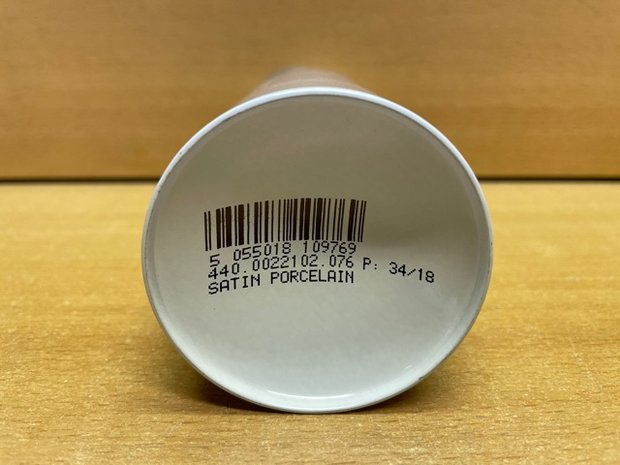 5 055018 109769
440.0022102.076 P: 34/18
SATIN PORCELAIN